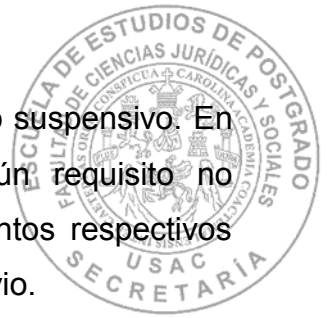 ESCUELA DE ESTUDIOS DE POSTGRADO
FACULTAD DE CIENCIAS JURÍDICAS Y SOCIALES
o suspensivo. En
ún requisito no
ntos respectivos
vio.
USAC
SECRETARÍA